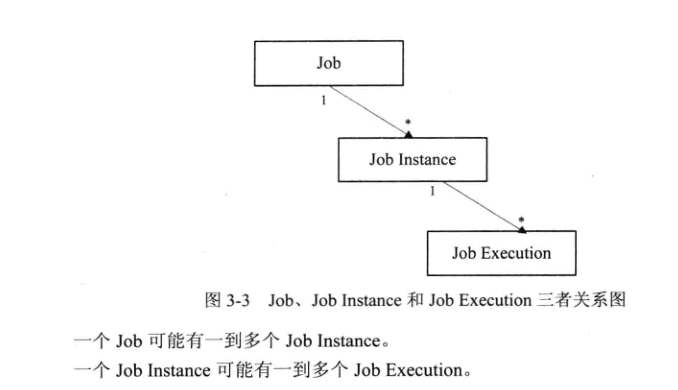 Job
1
*
Job Instance
1
*
Job Execution
图 3-3 Job、Job Instance 和 Job Execution 三者关系图
一个 Job 可能有一到多个 Job Instance。
一个 Job Instance 可能有一到多个 Job Execution。